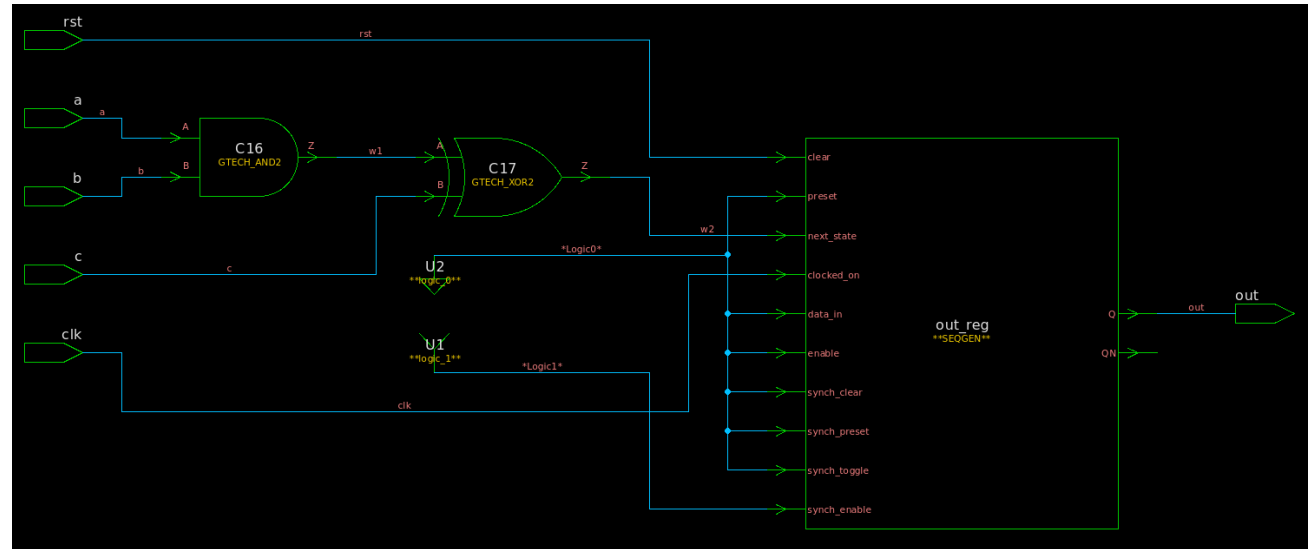 rst
rst
a
a
A
C16
GTECH_AND2
Z
w1
A
C17
GTECH_XOR2
Z
clear
b
b
B
B
preset
w2
next_state
c
c
*Logic0*
U2
**logic_0**
clocked_on
data_in
out_reg
**SEQGEN**
Q
out
out
clk
U1
**logic_1**
enable
QN
*Logic1*
synch_clear
clk
synch_preset
synch_toggle
synch_enable